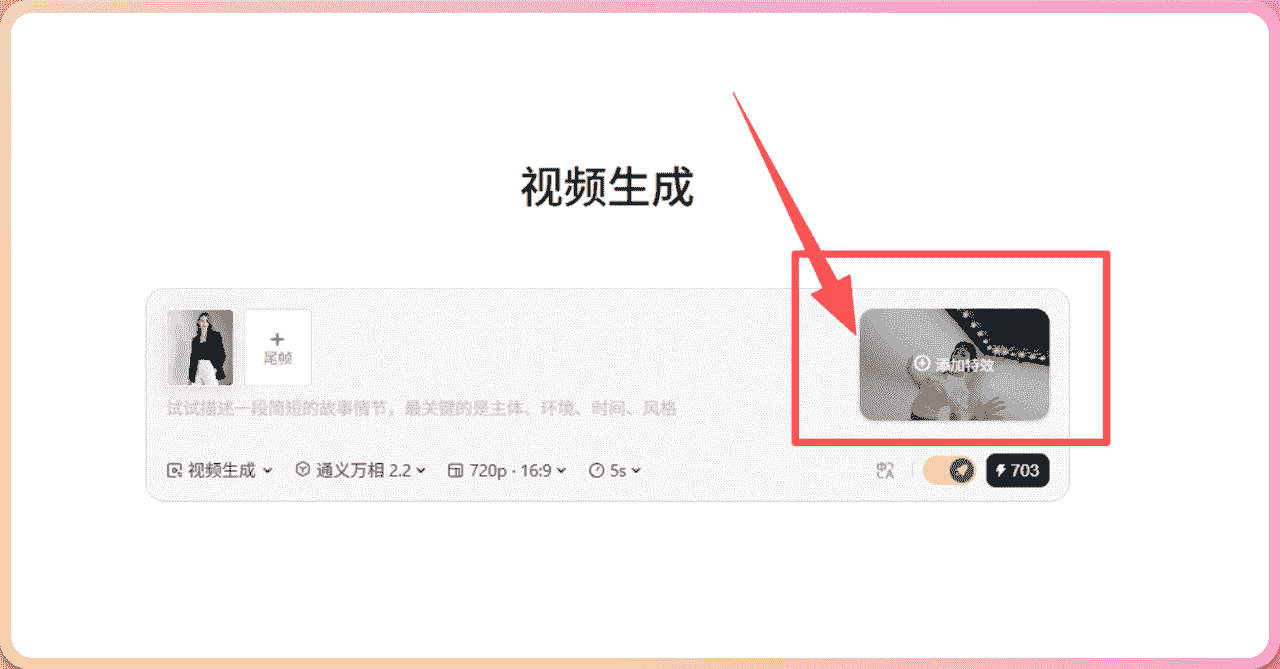 视频生成
尾帧
添加特效
试试描述一段简短的故事情节，最关键的是主体、环境、时间、风格
视频生成 通义万相 2.2 720p · 16:9 5s 703